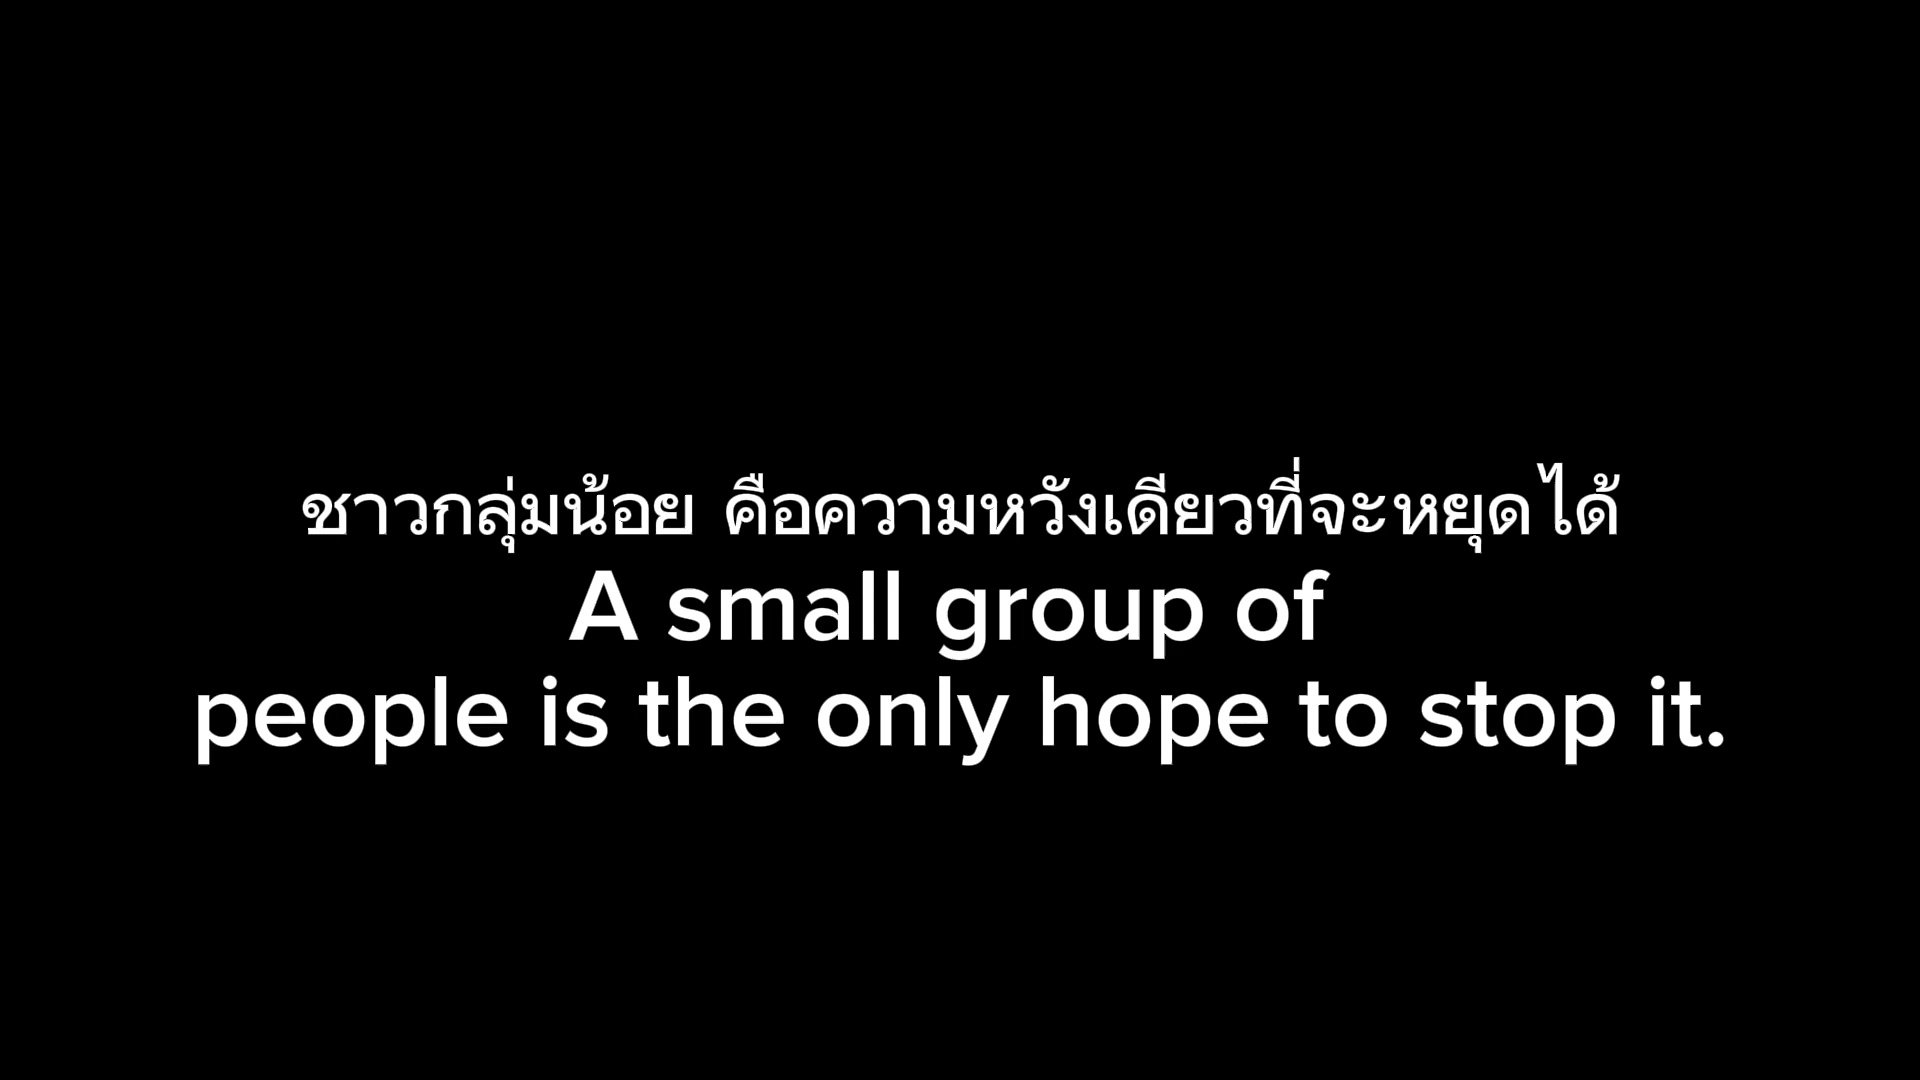 ชาวกลุ่มน้อย คือความหวังเดียวที่จะหยุดได้
A small group of
people is the only hope to stop it.